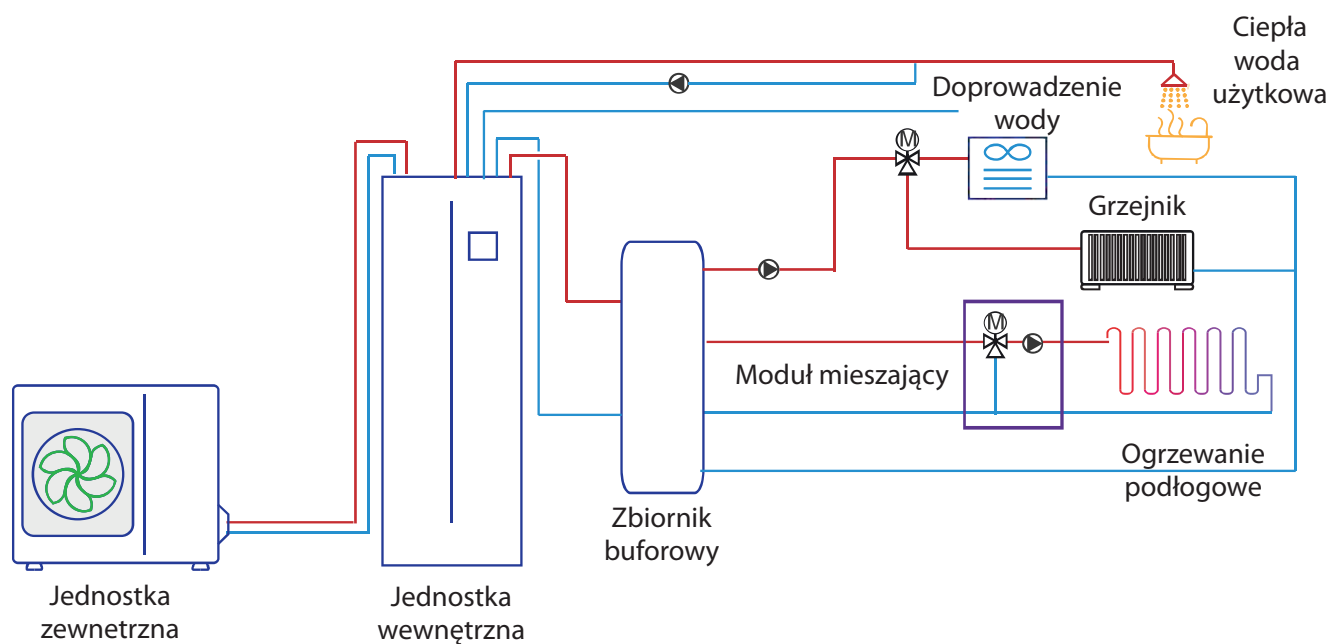 Ciepła
woda
użytkowa
Doprowadzenie
wody
M
Grzejnik
M
Moduł mieszający
Ogrzewanie
podłogowe
Zbiornik
buforowy
Jednostka
zewnetrzna
Jednostka
wewnętrzna